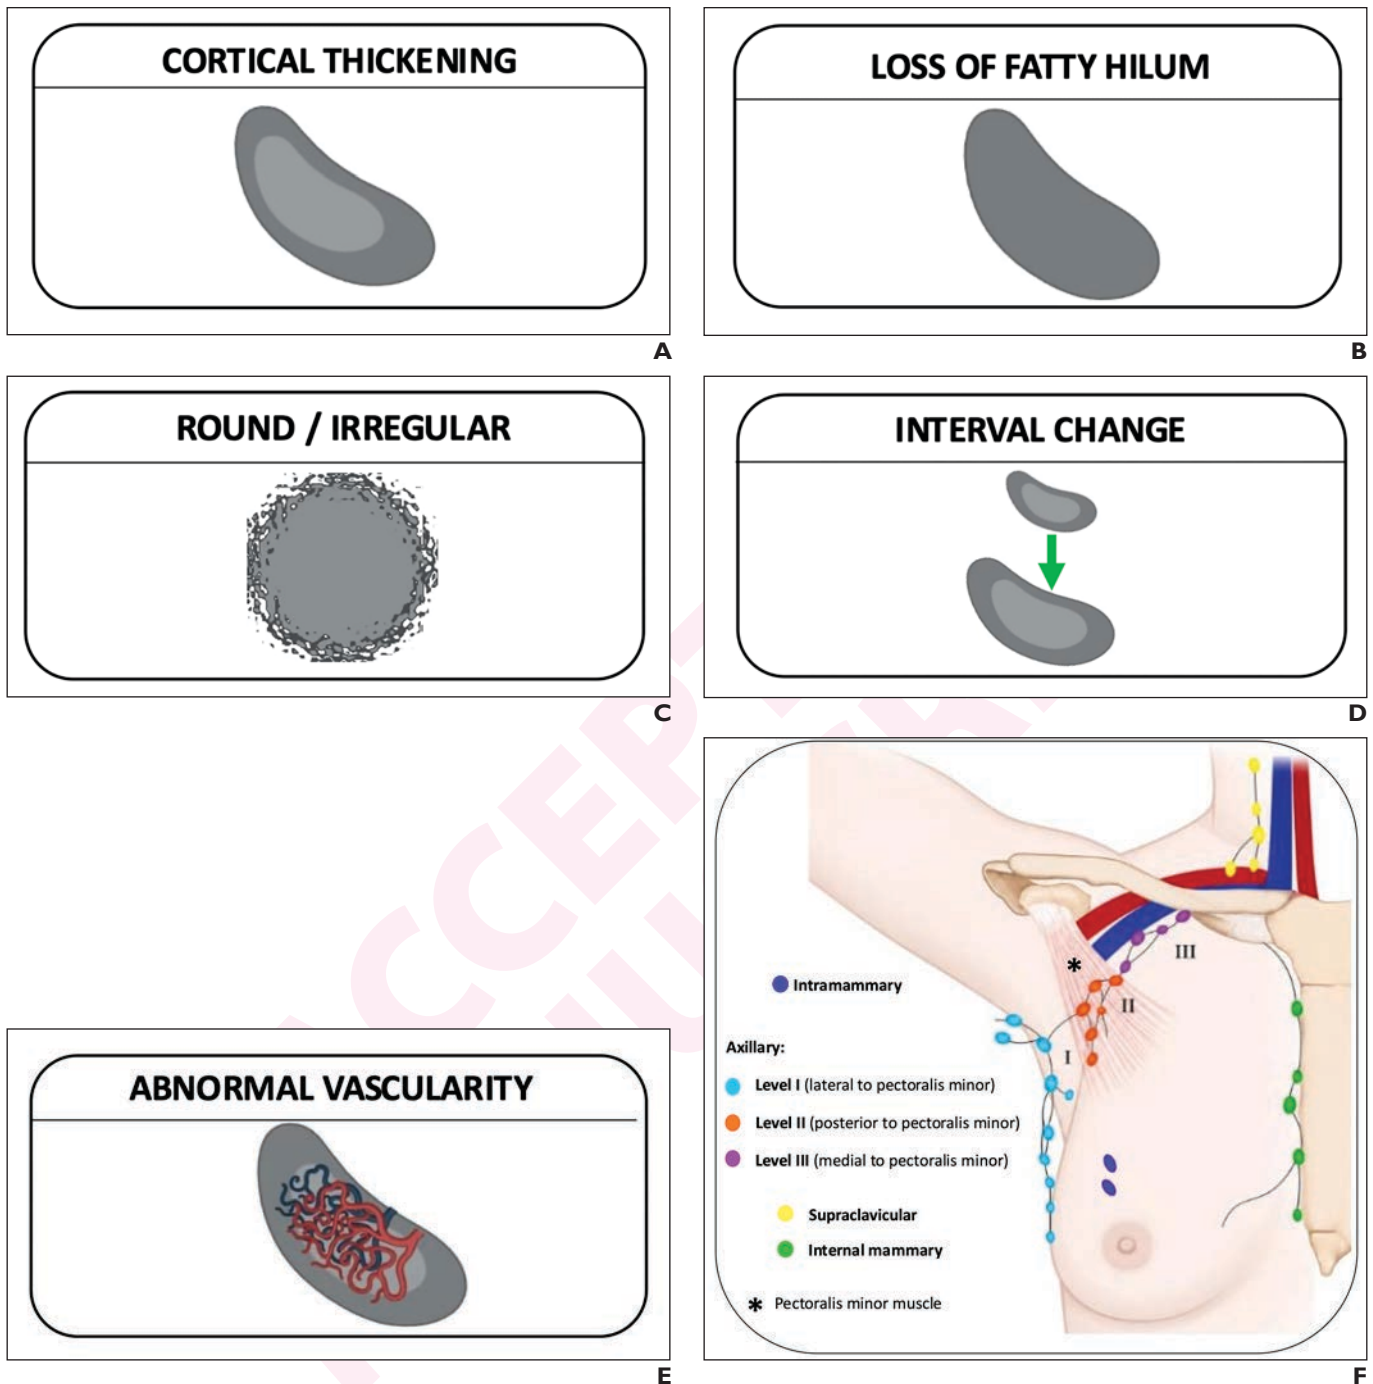 CORTICAL THICKENING
A
LOSS OF FATTY HILUM
B
ROUND / IRREGULAR
C
INTERVAL CHANGE
D
ABNORMAL VASCULARITY
E
III
*
II
I
Intramammary
Axillary:
Level I (lateral to pectoralis minor)
Level II (posterior to pectoralis minor)
Level III (medial to pectoralis minor)
Supraclavicular
Internal mammary
* Pectoralis minor muscle
F